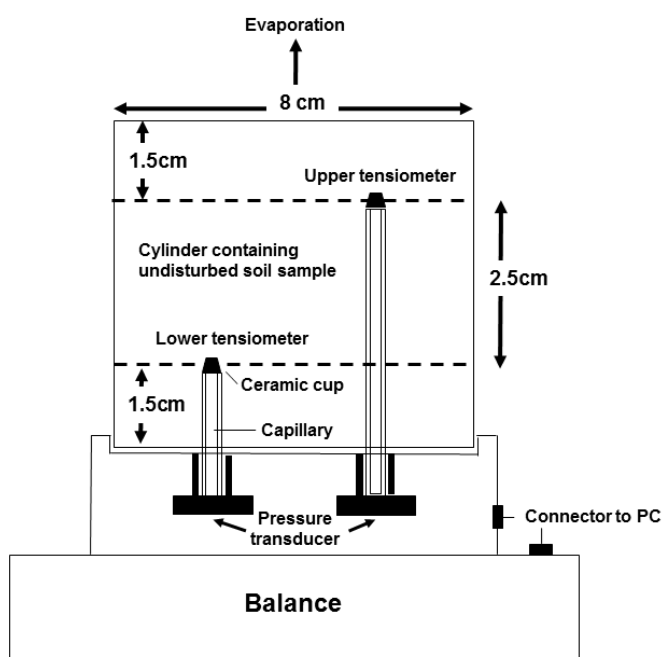 Evaporation
8 cm
1.5cm
Upper tensiometer
Cylinder containing
undisturbed soil sample
2.5cm
Lower tensiometer
Ceramic cup
1.5cm
Capillary
Pressure
transducer
Connector to PC
Balance